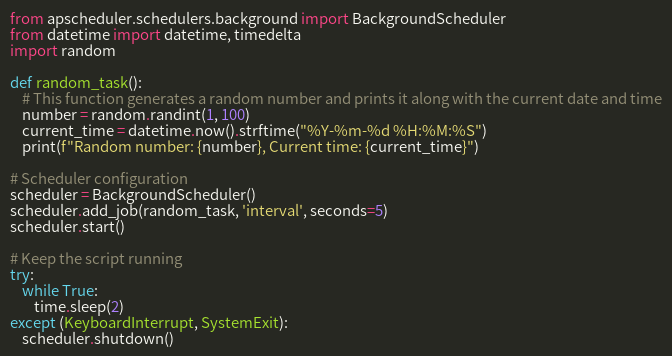 from apscheduler.schedulers.background import BackgroundScheduler
from datetime import datetime, timedelta
import random

def random_task():
    # This function generates a random number and prints it along with the current date and time
    number = random.randint(1, 100)
    current_time = datetime.now().strftime("%Y-%m-%d %H:%M:%S")
    print(f"Random number: {number}, Current time: {current_time}")

# Scheduler configuration
scheduler = BackgroundScheduler()
scheduler.add_job(random_task, 'interval', seconds=5)
scheduler.start()

# Keep the script running
try:
    while True:
        time.sleep(2)
except (KeyboardInterrupt, SystemExit):
    scheduler.shutdown()